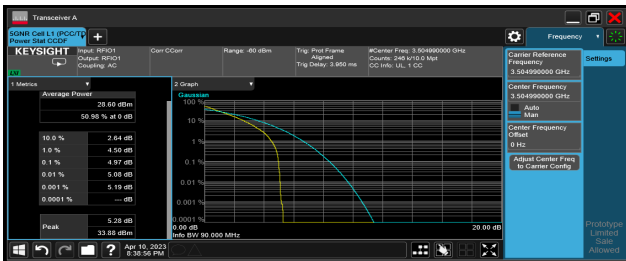 Transceiver A
5GNR Cell L1 (PCC/TD
Power Stat CCDF
Frequency
KEYSIGHT
Input: RFIO1
Output: RFIO1
Coupling: AC
Corr CCorr
Range: -60 dBm
Trig: Prot Frame
Aligned
Trig Delay: 3.950 ms
#Center Freq: 3.504990000 GHz
Counts: 248 k/10.0 Mpt
CC Info: UL, 1 CC
1 Metrics
Average Power
28.60 dBm
50.98 % at 0 dB
10.0 % 2.64 dB
1.0 % 4.50 dB
0.1 % 4.97 dB
0.01 % 5.08 dB
0.001 % 5.19 dB
0.0001 % --- dB
Peak
5.28 dB
33.88 dBm
2 Graph
Gaussian
100 %
10 %
1 %
0.1 %
0.01 %
0.001 %
0.0001 %
0.00 dB
20.00 dB
Info BW 90.000 MHz
Carrier Reference
Frequency
3.504990000 GHz
Center Frequency
3.504990000 GHz
Auto
Man
Center Frequency
Offset
0 Hz
Adjust Center Freq
to Carrier Config
Settings
Prototype
Limited
Sale
Allowed
Apr 10, 2023
8:38:56 PM